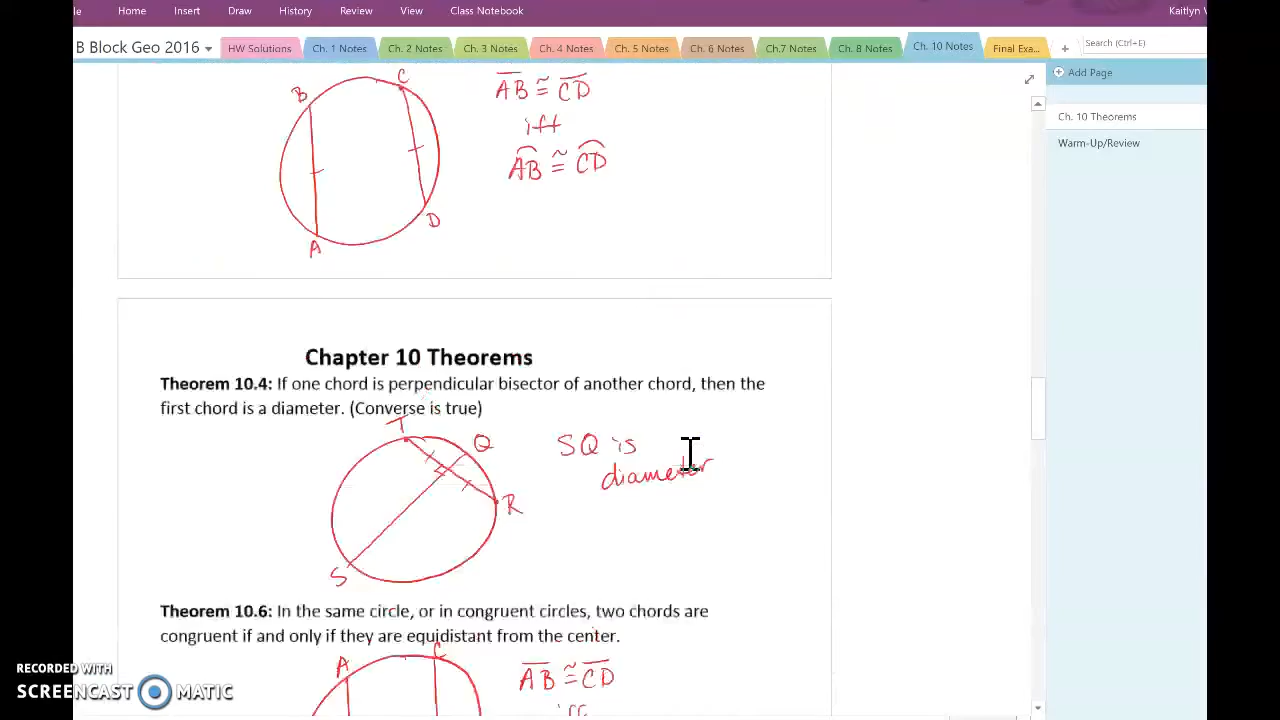 le Home Insert Draw History Review View Class Notebook Kaitlyn V
B Block Geo 2016 HW Solutions Ch. 1 Notes Ch. 2 Notes Ch. 3 Notes Ch. 4 Notes Ch. 5 Notes Ch. 6 Notes Ch.7 Notes Ch. 8 Notes Ch. 10 Notes Final Exa... + Search (Ctrl+E)
Add Page
Ch. 10 Theorems
Warm-Up/Review
B C
AB ≅ CD
iff
AB ≅ CD
A D
Chapter 10 Theorems
Theorem 10.4: If one chord is perpendicular bisector of another chord, then the
first chord is a diameter. (Converse is true)
T Q
SQ is
diameter
R
S
Theorem 10.6: In the same circle, or in congruent circles, two chords are
congruent if and only if they are equidistant from the center.
A C
AB ≅ CD
RECORDED WITH
SCREENCAST MATIC